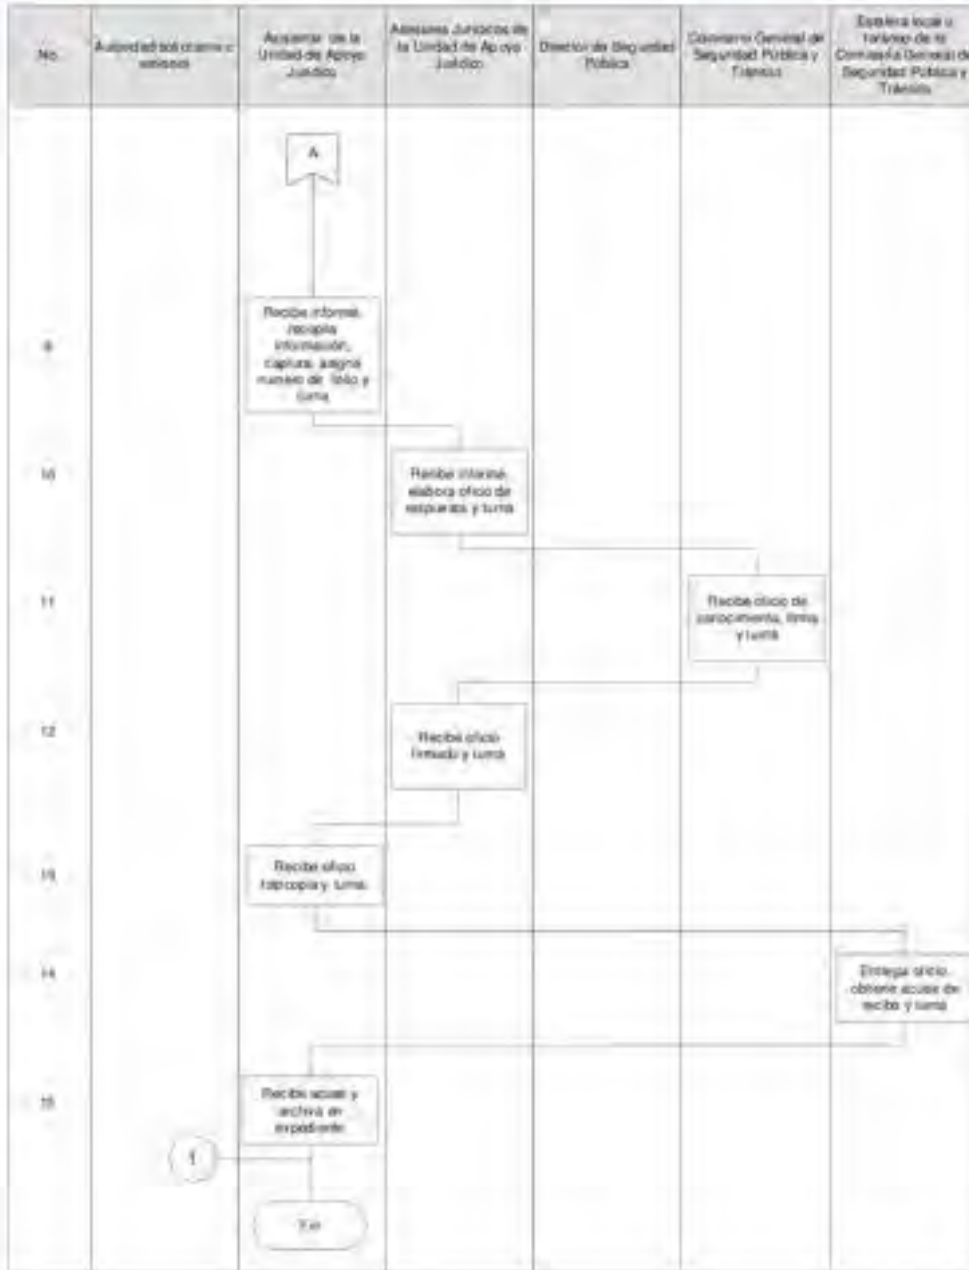 No.
Autoridad solicitante o
emisora
Auxiliar de la
Unidad de Apoyo
Jurídico
Asesores Jurídicos de
la Unidad de Apoyo
Jurídico
Director de Seguridad
Pública
Comisario General de
Seguridad Pública y
Tránsito
local o
foráneo de la
Comisaría General de
Seguridad Pública y
Tránsito
A
9
Recibe informe,
recopila
información,
captura, asigna
numero de folio y
turna
10
Recibe informe,
elabora oficio de
respuesta y turna
11
Recibe oficio de
conocimiento, firma
y turna
12
Recibe oficio
firmado y turna
13
Recibe oficio
fotocopia y turna
14
Entrega oficio,
obtiene acuse de
recibo y turna
15
Recibe acuse y
archiva en
expediente
1
Fin